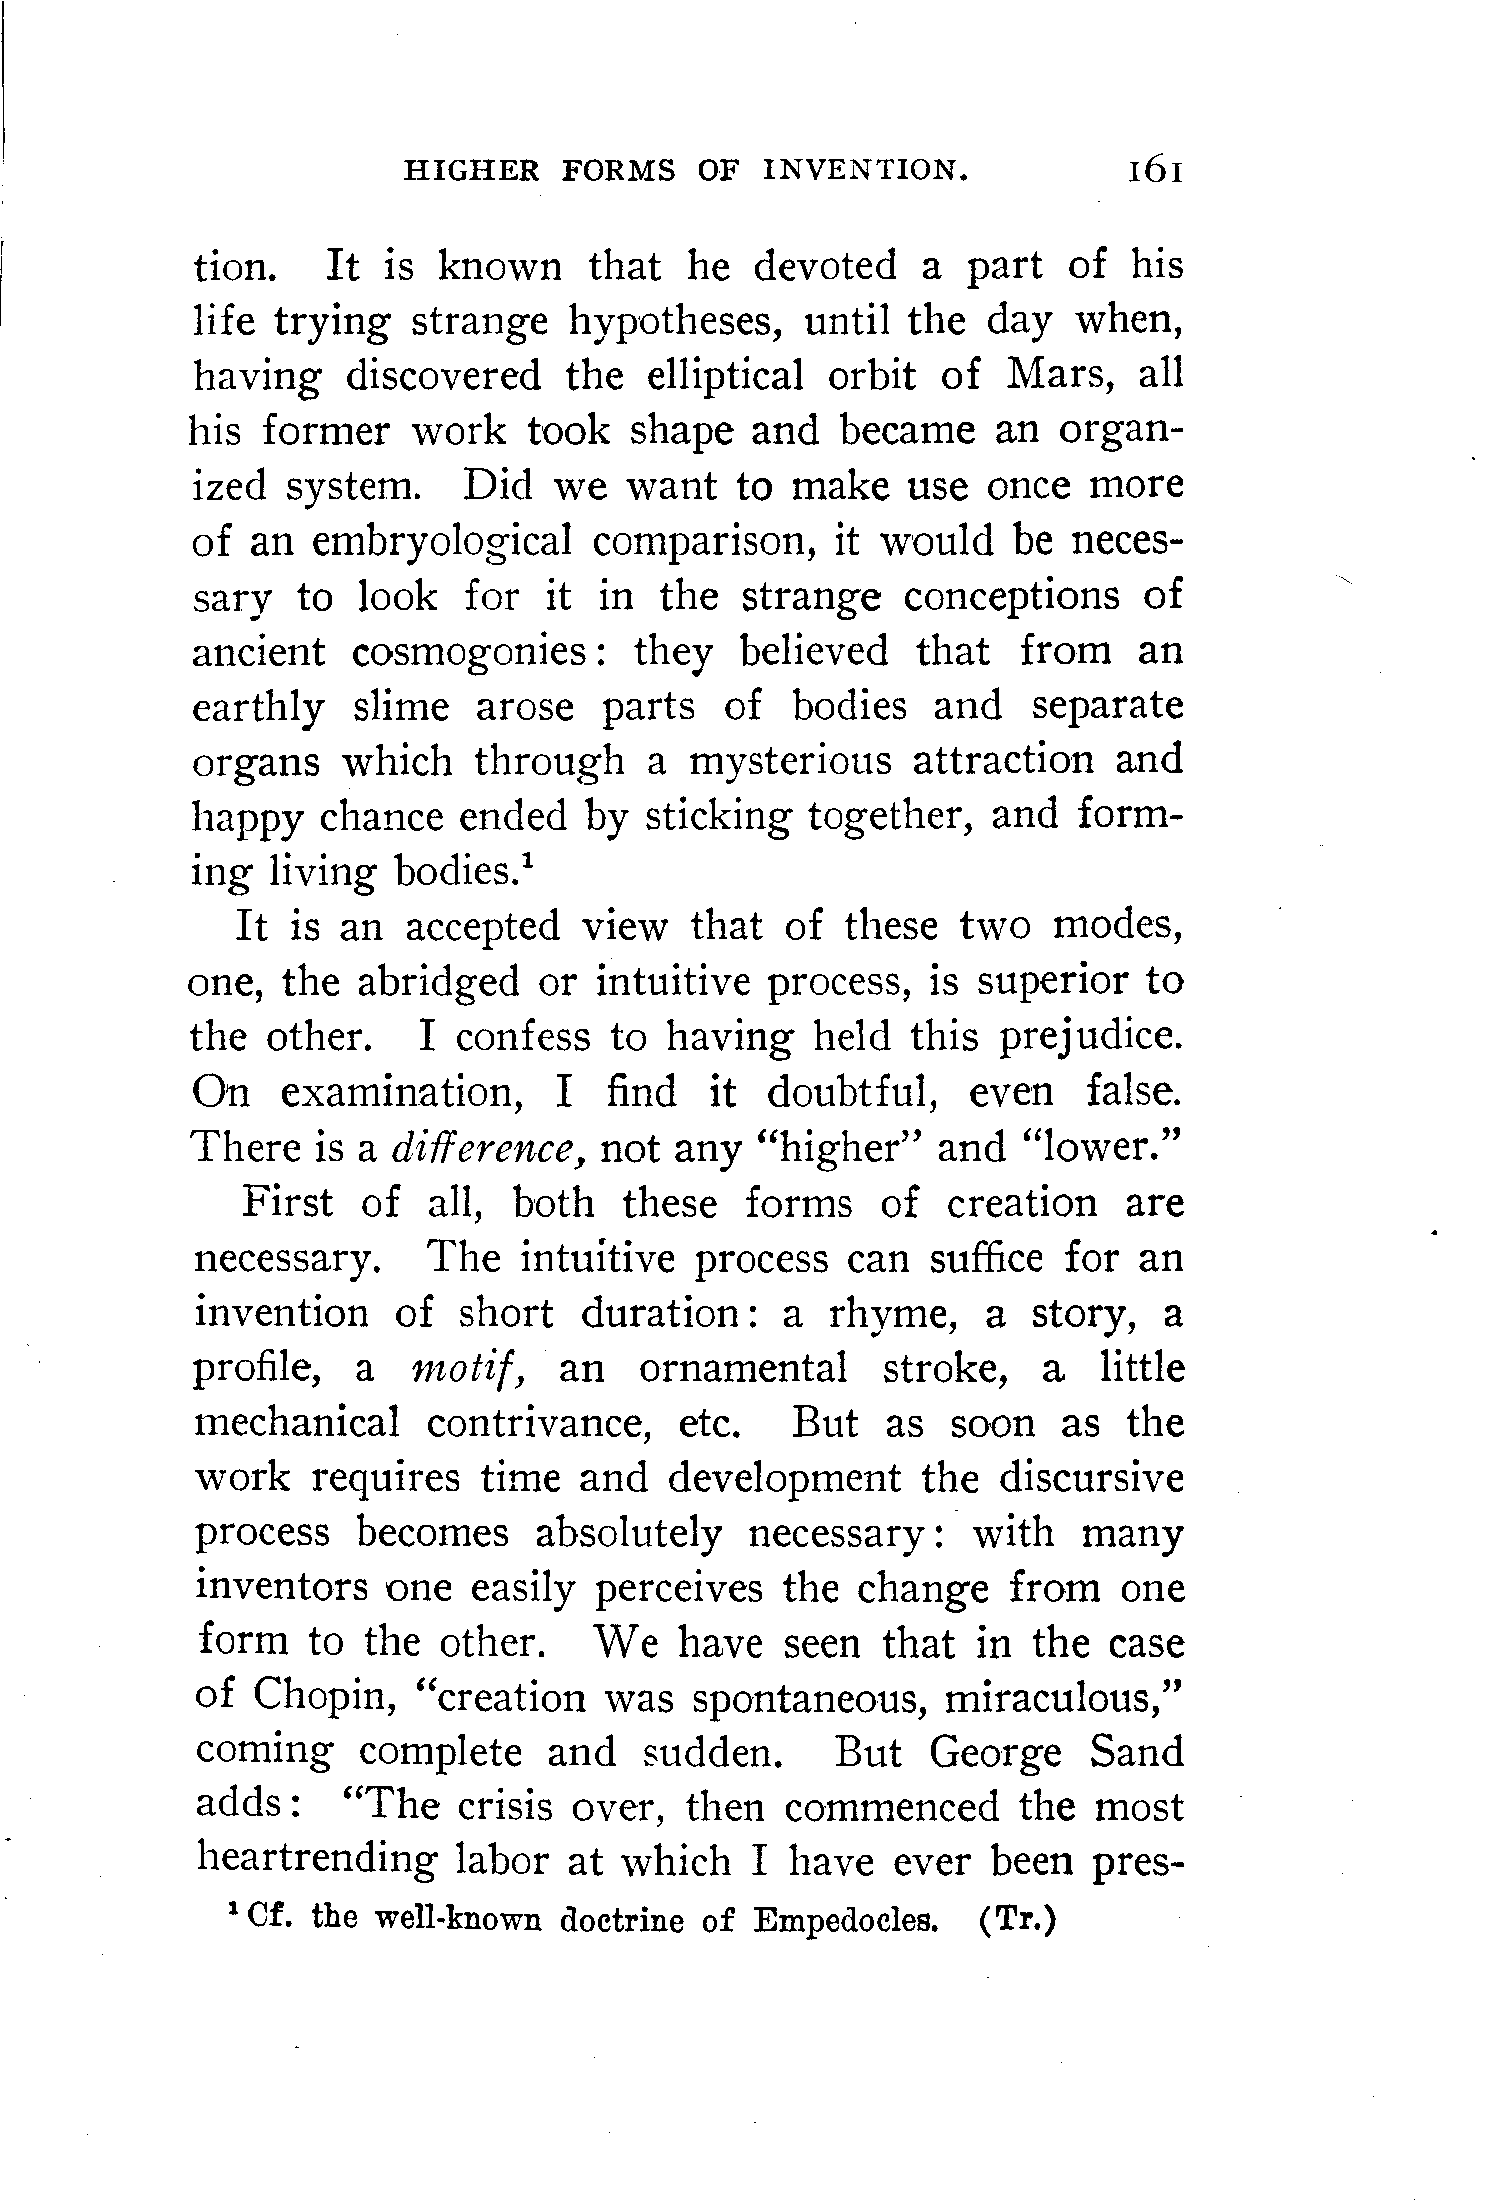 HIGHER FORMS OF INVENTION. 161
tion. It is known that he devoted a part of his
life trying strange hypotheses, until the day when,
having discovered the elliptical orbit of Mars, all
his former work took shape and became an organ-
ized system. Did we want to make use once more
of an embryological comparison, it would be neces-
sary to look for it in the strange conceptions of
ancient cosmogonies: they believed that from an
earthly slime arose parts of bodies and separate
organs which through a mysterious attraction and
happy chance ended by sticking together, and form-
ing living bodies.¹
It is an accepted view that of these two modes,
one, the abridged or intuitive process, is superior to
the other. I confess to having held this prejudice.
On examination, I find it doubtful, even false.
There is a difference, not any “higher” and “lower.”
First of all, both these forms of creation are
necessary. The intuitive process can suffice for an
invention of short duration: a rhyme, a story, a
profile, a motif, an ornamental stroke, a little
mechanical contrivance, etc. But as soon as the
work requires time and development the discursive
process becomes absolutely necessary: with many
inventors one easily perceives the change from one
form to the other. We have seen that in the case
of Chopin, “creation was spontaneous, miraculous,”
coming complete and sudden. But George Sand
adds: “The crisis over, then commenced the most
heartrending labor at which I have ever been pres-
¹ Cf. the well-known doctrine of Empedocles. (Tr.)